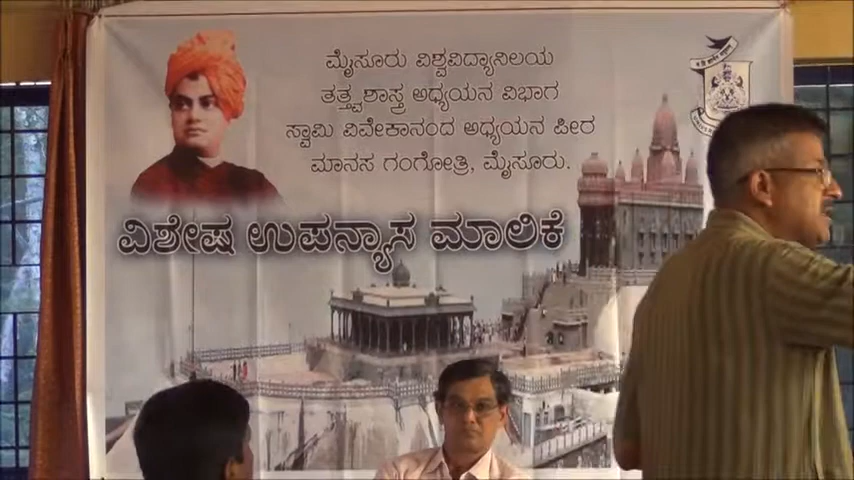 ಮೈಸೂರು ವಿಶ್ವವಿದ್ಯಾನಿಲಯ
ತತ್ತ್ವಶಾಸ್ತ್ರ ಅಧ್ಯಯನ ವಿಭಾಗ
ಸ್ವಾಮಿ ವಿವೇಕಾನಂದ ಅಧ್ಯಯನ ಪೀಠ
ಮಾನಸ ಗಂಗೋತ್ರಿ, ಮೈಸೂರು.
ವಿಶೇಷ ಉಪನ್ಯಾಸ ಮಾಲಿಕೆ